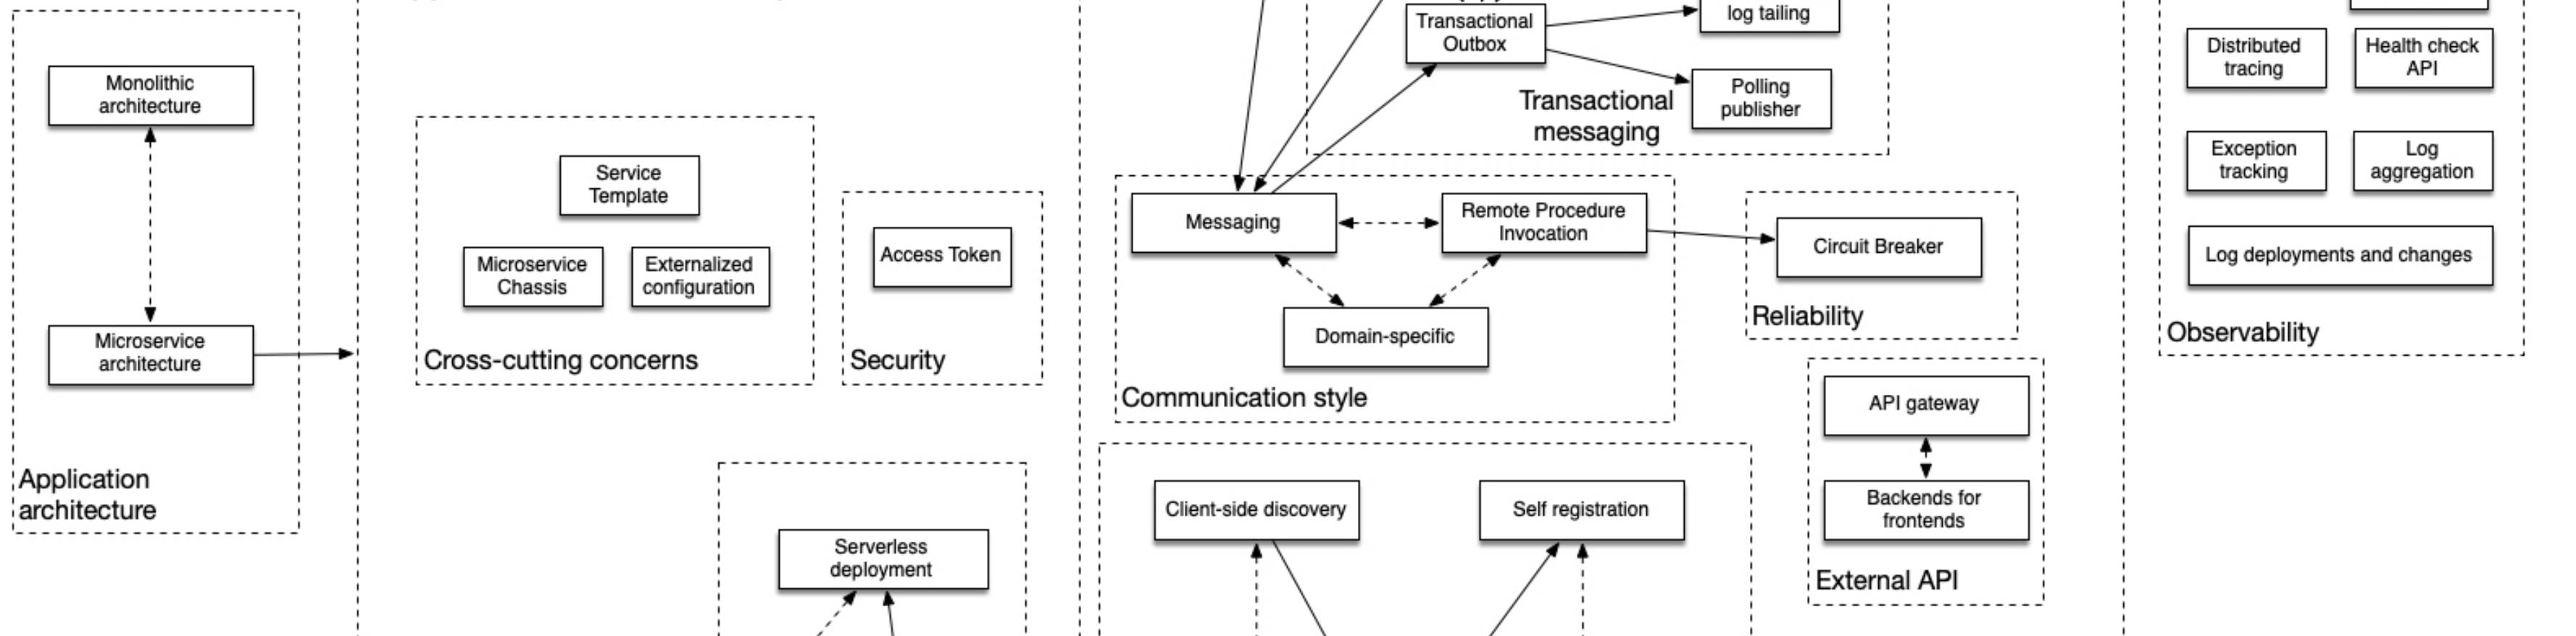 Monolithic
architecture
Microservice
architecture
Application
architecture
Service
Template
Microservice
Chassis
Externalized
configuration
Cross-cutting concerns
Access Token
Security
Serverless
deployment
Transactional
Outbox
log tailing
Polling
publisher
Transactional
messaging
Messaging
Remote Procedure
Invocation
Domain-specific
Communication style
Circuit Breaker
Reliability
API gateway
Backends for
frontends
External API
Client-side discovery
Self registration
Distributed
tracing
Health check
API
Exception
tracking
Log
aggregation
Log deployments and changes
Observability